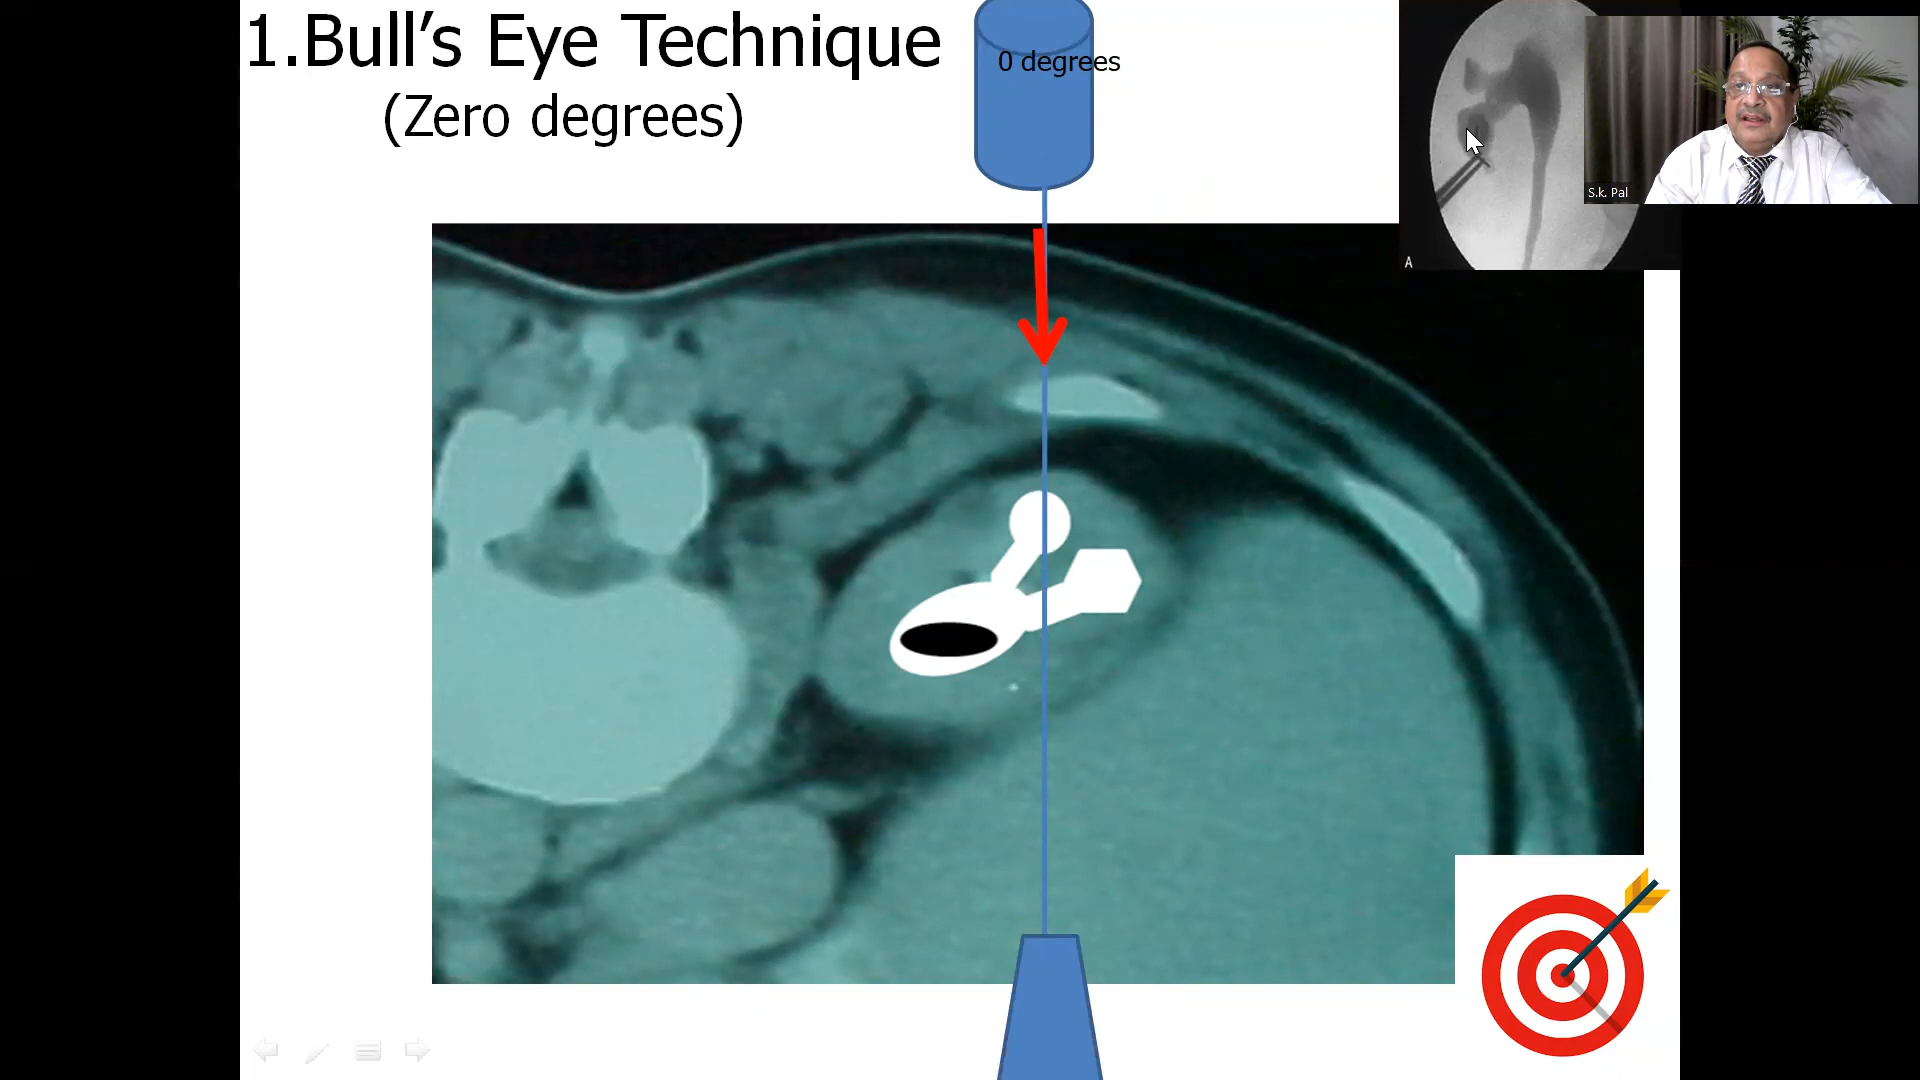 1.Bull’s Eye Technique
(Zero degrees)
0 degrees
A
S.k. Pal